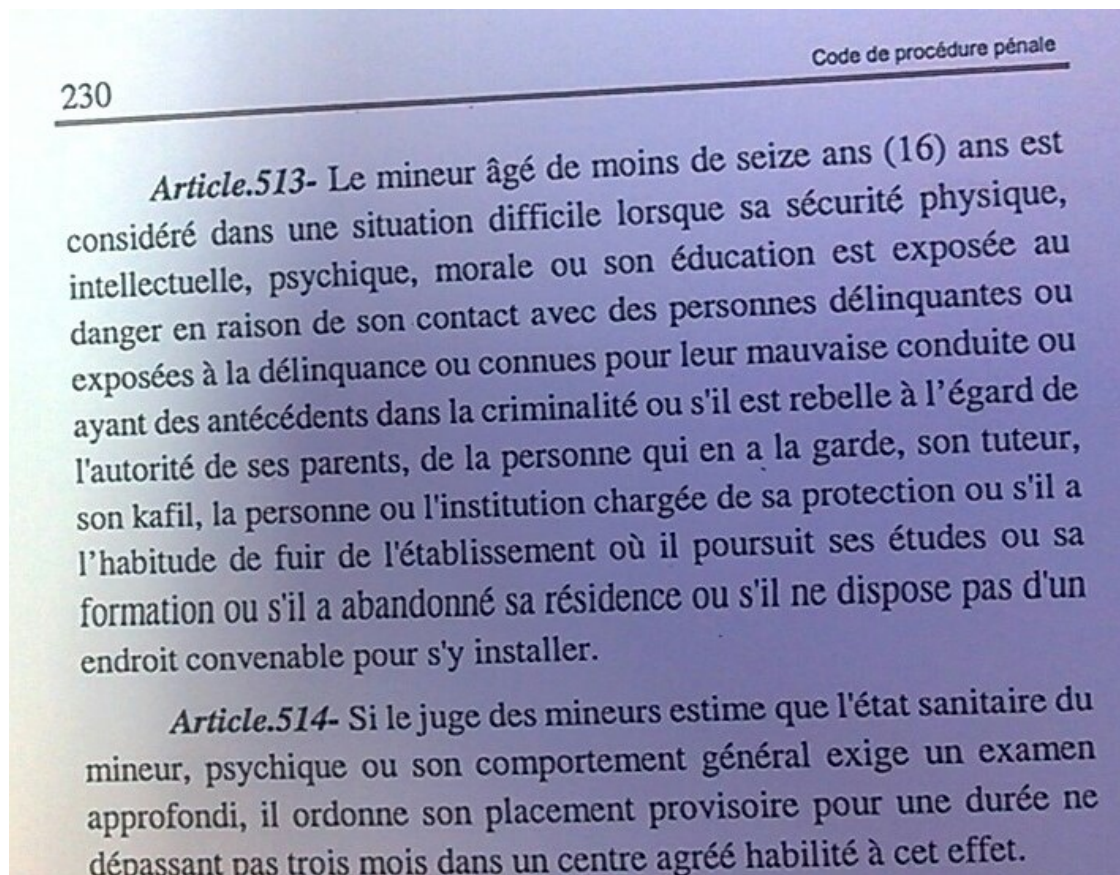 230
Code de procédure pénale
Article.513- Le mineur âgé de moins de seize ans (16) ans est
considéré dans une situation difficile lorsque sa sécurité physique,
intellectuelle, psychique, morale ou son éducation est exposée au
danger en raison de son contact avec des personnes délinquantes ou
exposées à la délinquance ou connues pour leur mauvaise conduite ou
ayant des antécédents dans la criminalité ou s'il est rebelle à l'égard de
l'autorité de ses parents, de la personne qui en a la garde, son tuteur,
son kafil, la personne ou l'institution chargée de sa protection ou s'il a
l'habitude de fuir de l'établissement où il poursuit ses études ou sa
formation ou s'il a abandonné sa résidence ou s'il ne dispose pas d'un
endroit convenable pour s'y installer.
Article.514- Si le juge des mineurs estime que l'état sanitaire du
mineur, psychique ou son comportement général exige un examen
approfondi, il ordonne son placement provisoire pour une durée ne
dépassant pas trois mois dans un centre agréé habilité à cet effet.